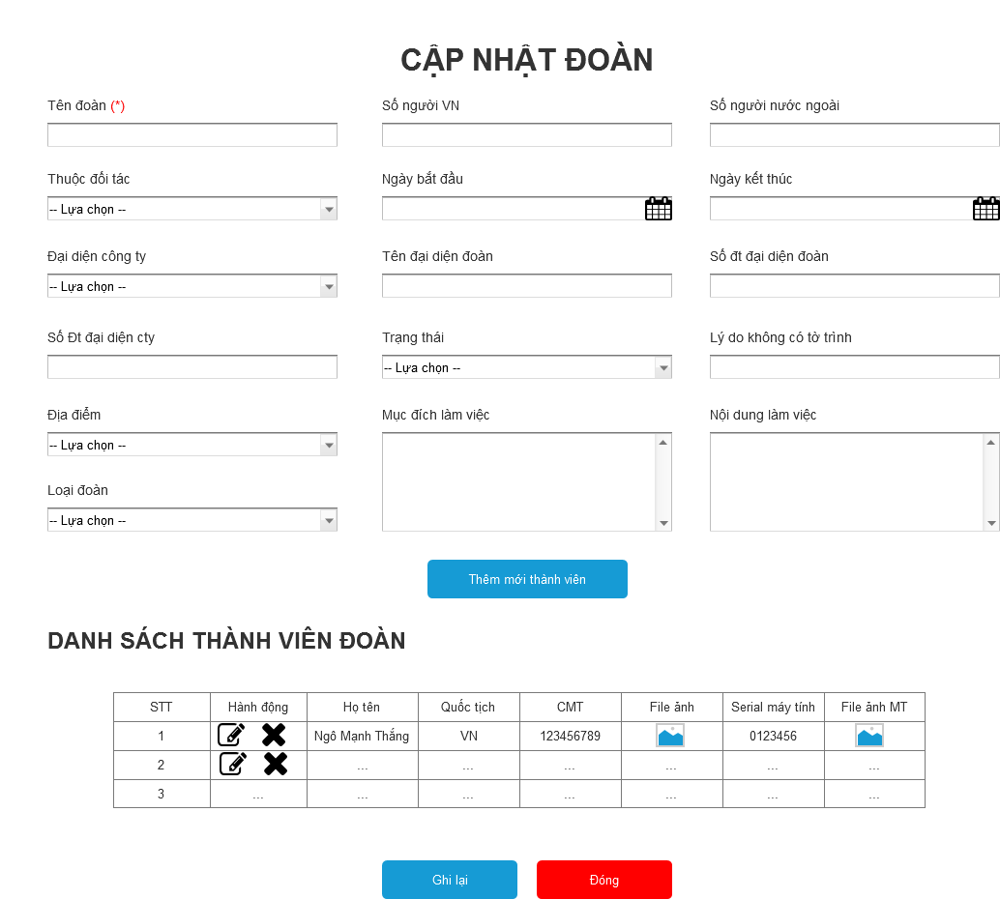 CẬP NHẬT ĐOÀN
Tên đoàn (*) Số người VN Số người nước ngoài
Thuộc đối tác Ngày bắt đầu Ngày kết thúc
-- Lựa chọn --
Đại diện công ty Tên đại diện đoàn Số đt đại diện đoàn
-- Lựa chọn --
Số Đt đại diện cty Trạng thái Lý do không có tờ trình
-- Lựa chọn --
Địa điểm Mục đích làm việc Nội dung làm việc
-- Lựa chọn --
Loại đoàn
-- Lựa chọn --
Thêm mới thành viên
DANH SÁCH THÀNH VIÊN ĐOÀN
STT Hành động Họ tên Quốc tịch CMT File ảnh Serial máy tính File ảnh MT
1 Ngô Mạnh Thắng VN 123456789 0123456
2 ... ... ... ... ... ...
3 ... ... ... ... ... ... ...
Ghi lại Đóng